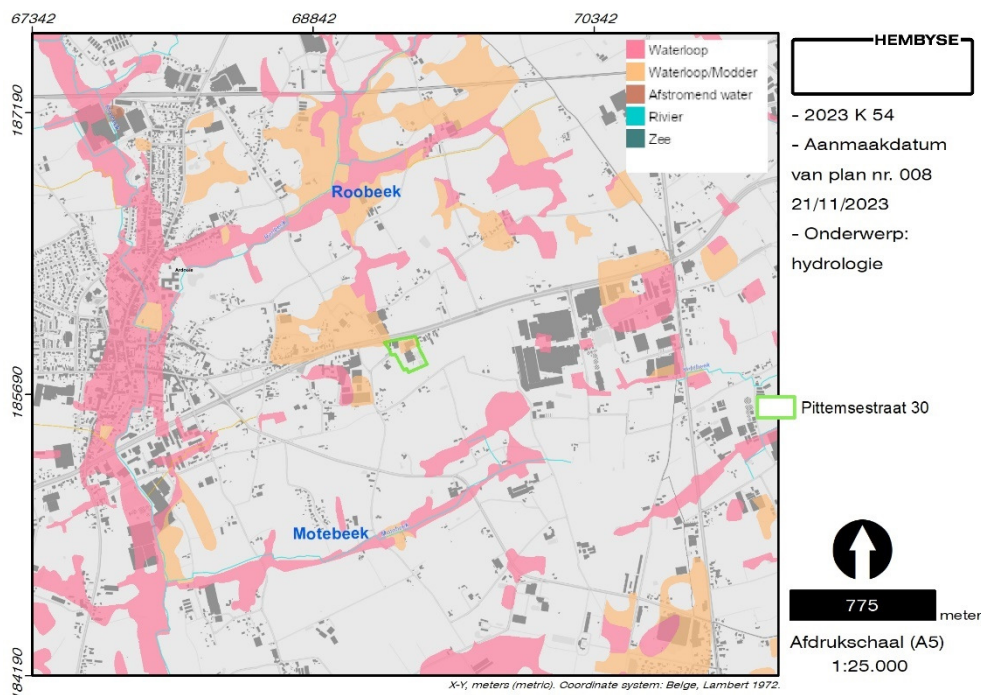 67342
68842
70342
187190
185690
184190
Waterloop
Waterloop/Modder
Afstromend water
Rivier
Zee
Roobeek
Ardooie
Motebeek
HEMBYSE
- 2023 K 54
- Aanmaakdatum
van plan nr. 008
21/11/2023
- Onderwerp:
hydrologie
Pittemsestraat 30
775
meter
Afdrukschaal (A5)
1:25.000
X-Y, meters (metric). Coordinate system: Belge, Lambert 1972.